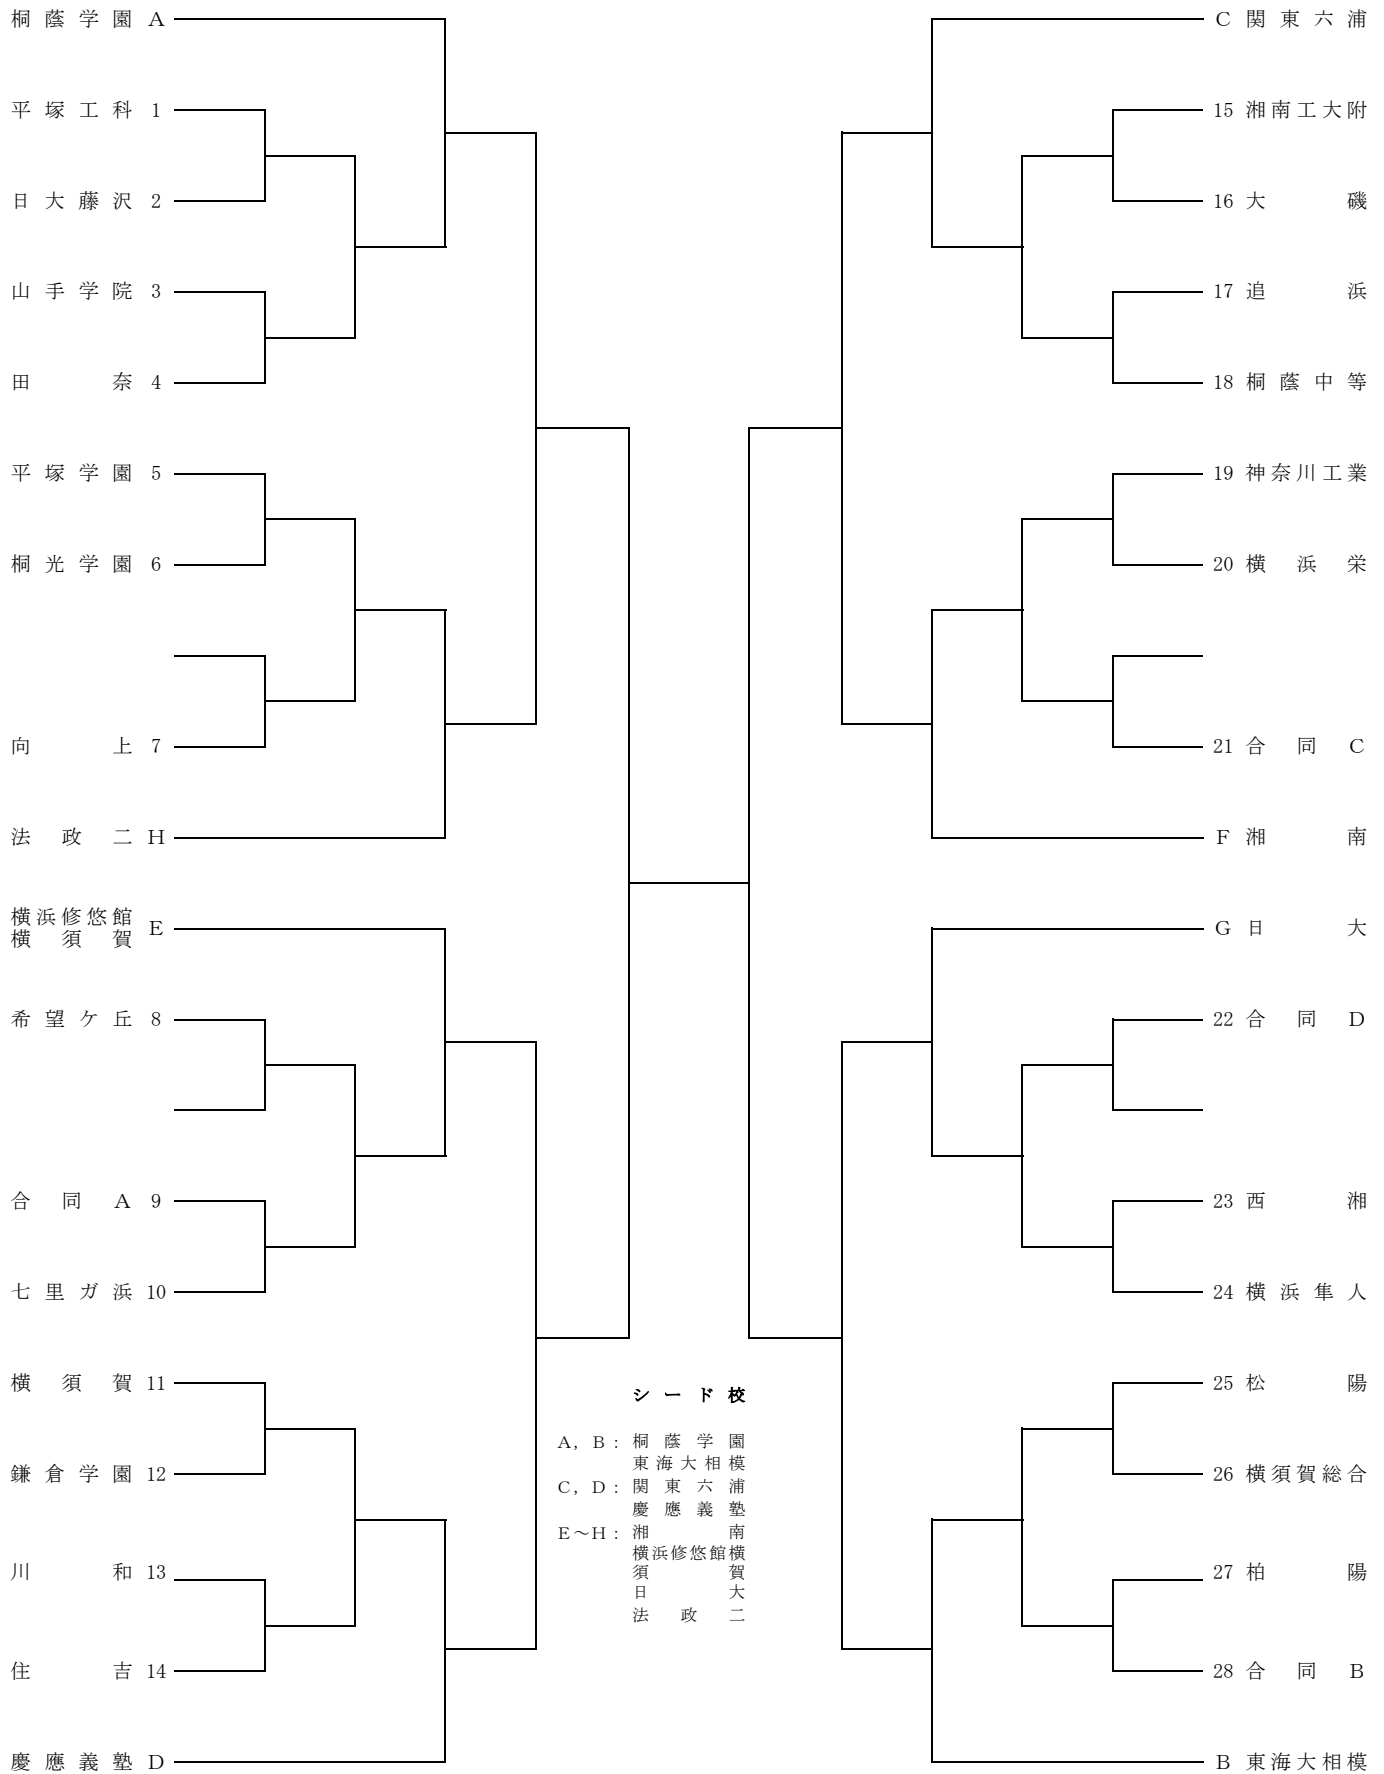 桐蔭学園 A
平塚工科 1
日大藤沢 2
山手学院 3
田奈 4
平塚学園 5
桐光学園 6
向上 7
法政二 H
横浜修悠館
横須賀 E
希望ケ丘 8
合同A 9
七里ガ浜 10
横須賀 11
鎌倉学園 12
川和 13
住吉 14
慶應義塾 D
シード校
A，B：桐蔭学園
東海大相模
C，D：関東六浦
慶應義塾
E～H：湘南
横浜修悠館横
須賀
日大
法政二
C 関東六浦
15 湘南工大附
16 大磯
17 追浜
18 桐蔭中等
19 神奈川工業
20 横浜栄
21 合同C
F 湘南
G 日大
22 合同D
23 西湘
24 横浜隼人
25 松陽
26 横須賀総合
27 柏陽
28 合同B
B 東海大相模